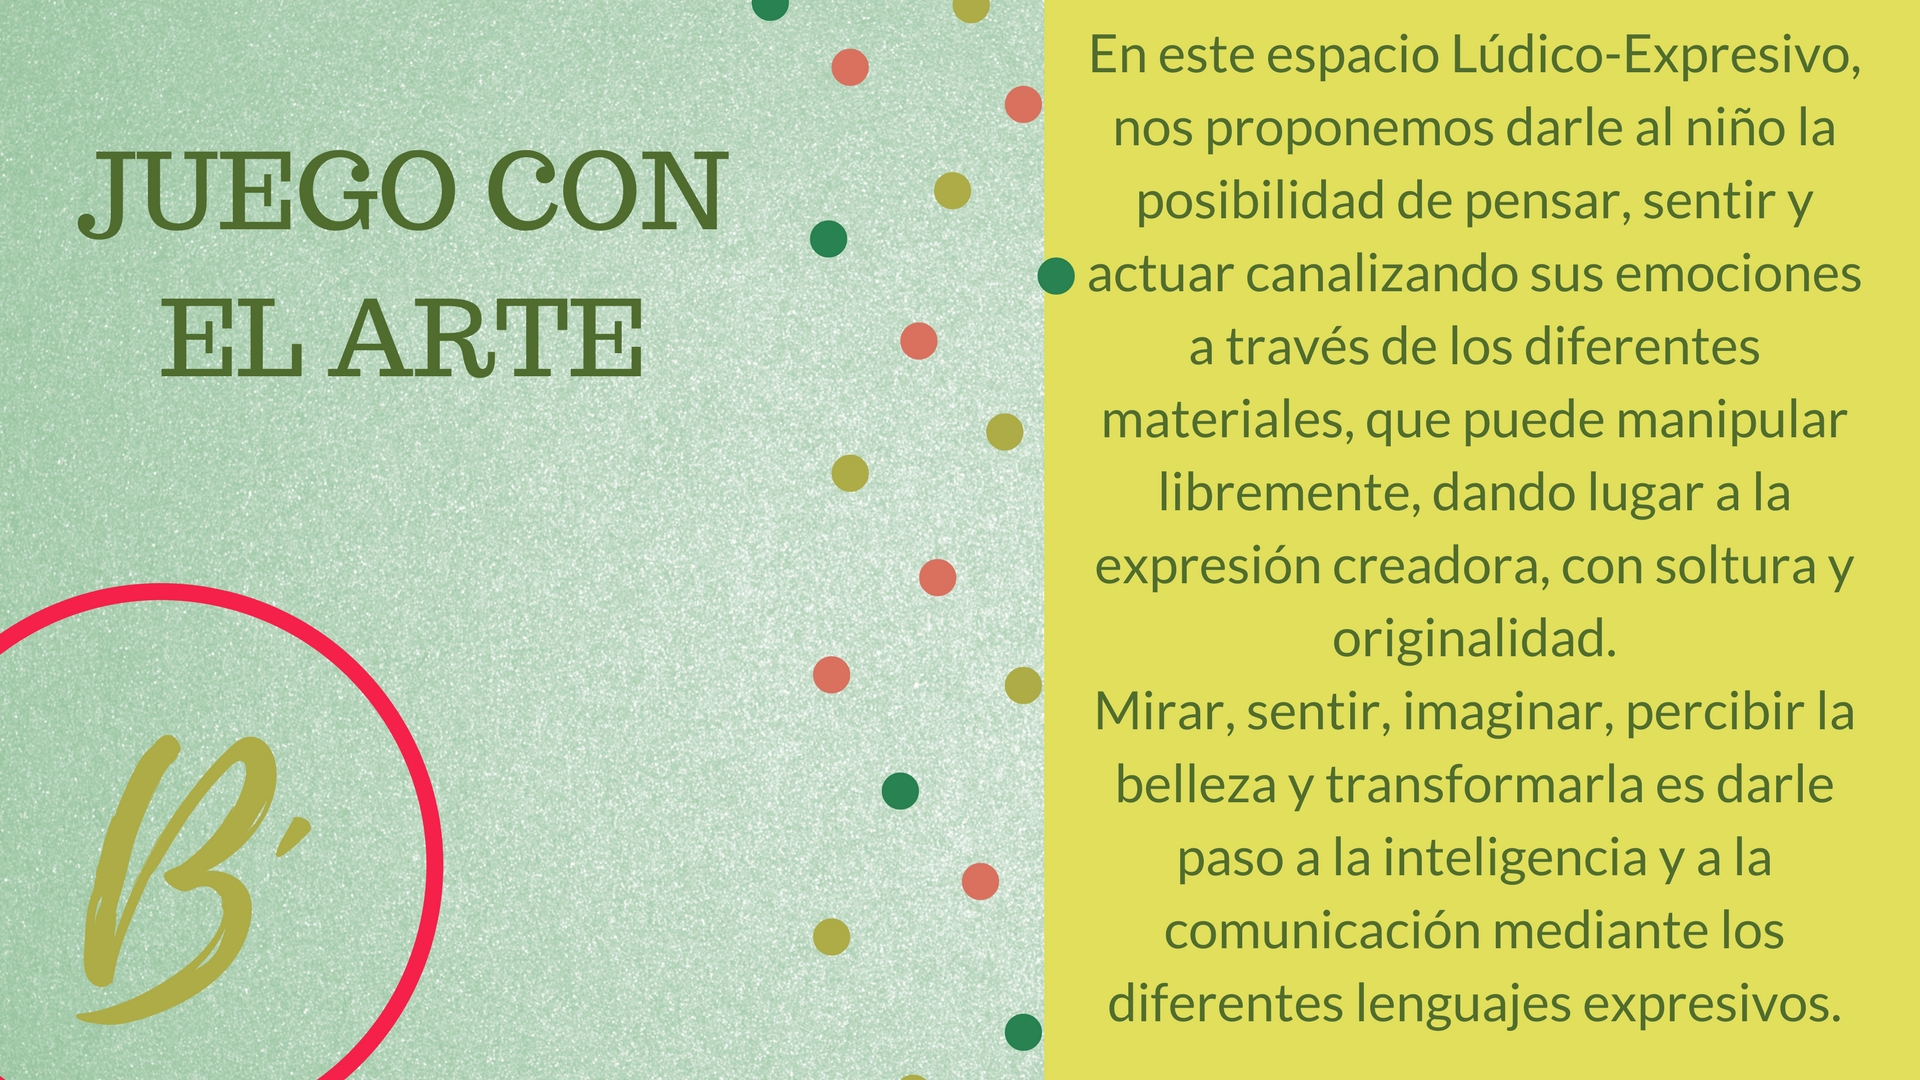 JUEGO CON
EL ARTE
B'
En este espacio Lúdico-Expresivo,
nos proponemos darle al niño la
posibilidad de pensar, sentir y
actuar canalizando sus emociones
a través de los diferentes
materiales, que puede manipular
libremente, dando lugar a la
expresión creadora, con soltura y
originalidad.
Mirar, sentir, imaginar, percibir la
belleza y transformarla es darle
paso a la inteligencia y a la
comunicación mediante los
diferentes lenguajes expresivos.